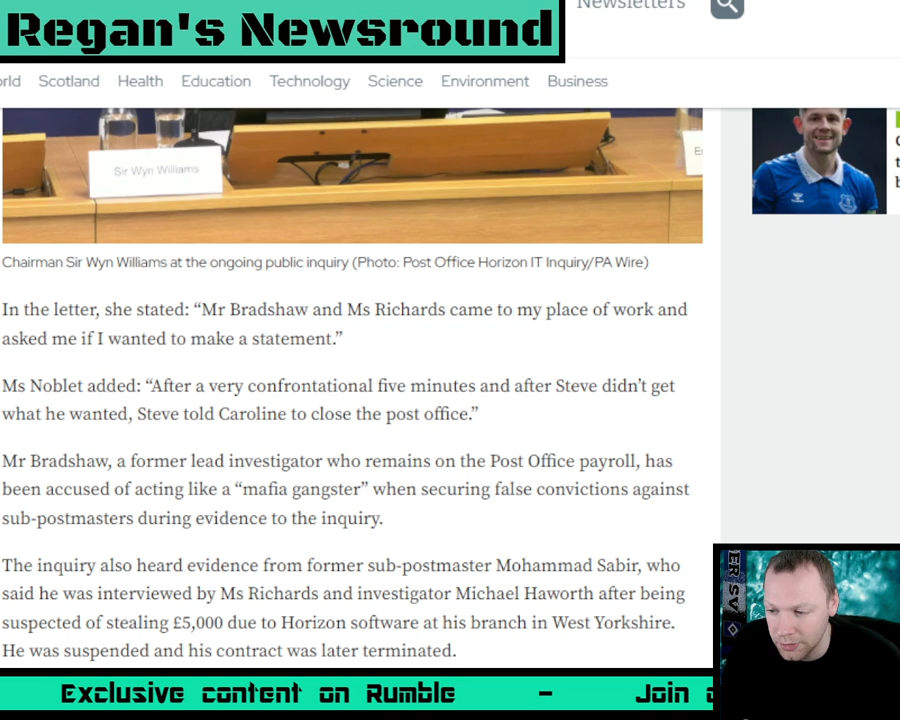 Regan's Newsround
Newsletters
Scotland Health Education Technology Science Environment Business
Sir Wyn Williams
Chairman Sir Wyn Williams at the ongoing public inquiry (Photo: Post Office Horizon IT Inquiry/PA Wire)
In the letter, she stated: “Mr Bradshaw and Ms Richards came to my place of work and
asked me if I wanted to make a statement.”
Ms Noblet added: “After a very confrontational five minutes and after Steve didn’t get
what he wanted, Steve told Caroline to close the post office.”
Mr Bradshaw, a former lead investigator who remains on the Post Office payroll, has
been accused of acting like a “mafia gangster” when securing false convictions against
sub-postmasters during evidence to the inquiry.
The inquiry also heard evidence from former sub-postmaster Mohammad Sabir, who
said he was interviewed by Ms Richards and investigator Michael Haworth after being
suspected of stealing £5,000 due to Horizon software at his branch in West Yorkshire.
He was suspended and his contract was later terminated.
Exclusive content on Rumble - Join